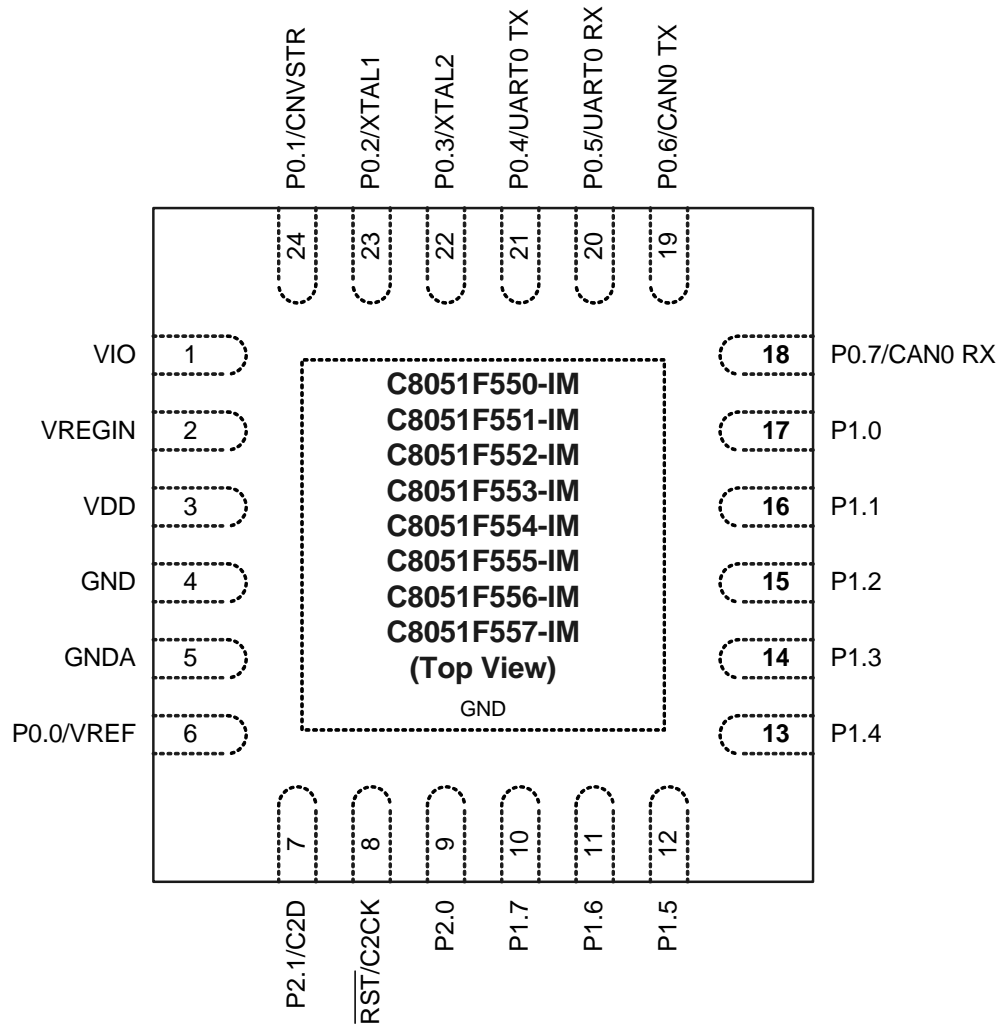 P0.1/CNVSTR
P0.2/XTAL1
P0.3/XTAL2
P0.4/UART0 TX
P0.5/UART0 RX
P0.6/CAN0 TX
24
23
22
21
20
19
VIO
1
VREGIN
2
VDD
3
GND
4
GNDA
5
P0.0/VREF
6
C8051F550-IM
C8051F551-IM
C8051F552-IM
C8051F553-IM
C8051F554-IM
C8051F555-IM
C8051F556-IM
C8051F557-IM
(Top View)
GND
18
P0.7/CAN0 RX
17
P1.0
16
P1.1
15
P1.2
14
P1.3
13
P1.4
7
8
9
10
11
12
P2.1/C2D
RST/C2CK
P2.0
P1.7
P1.6
P1.5